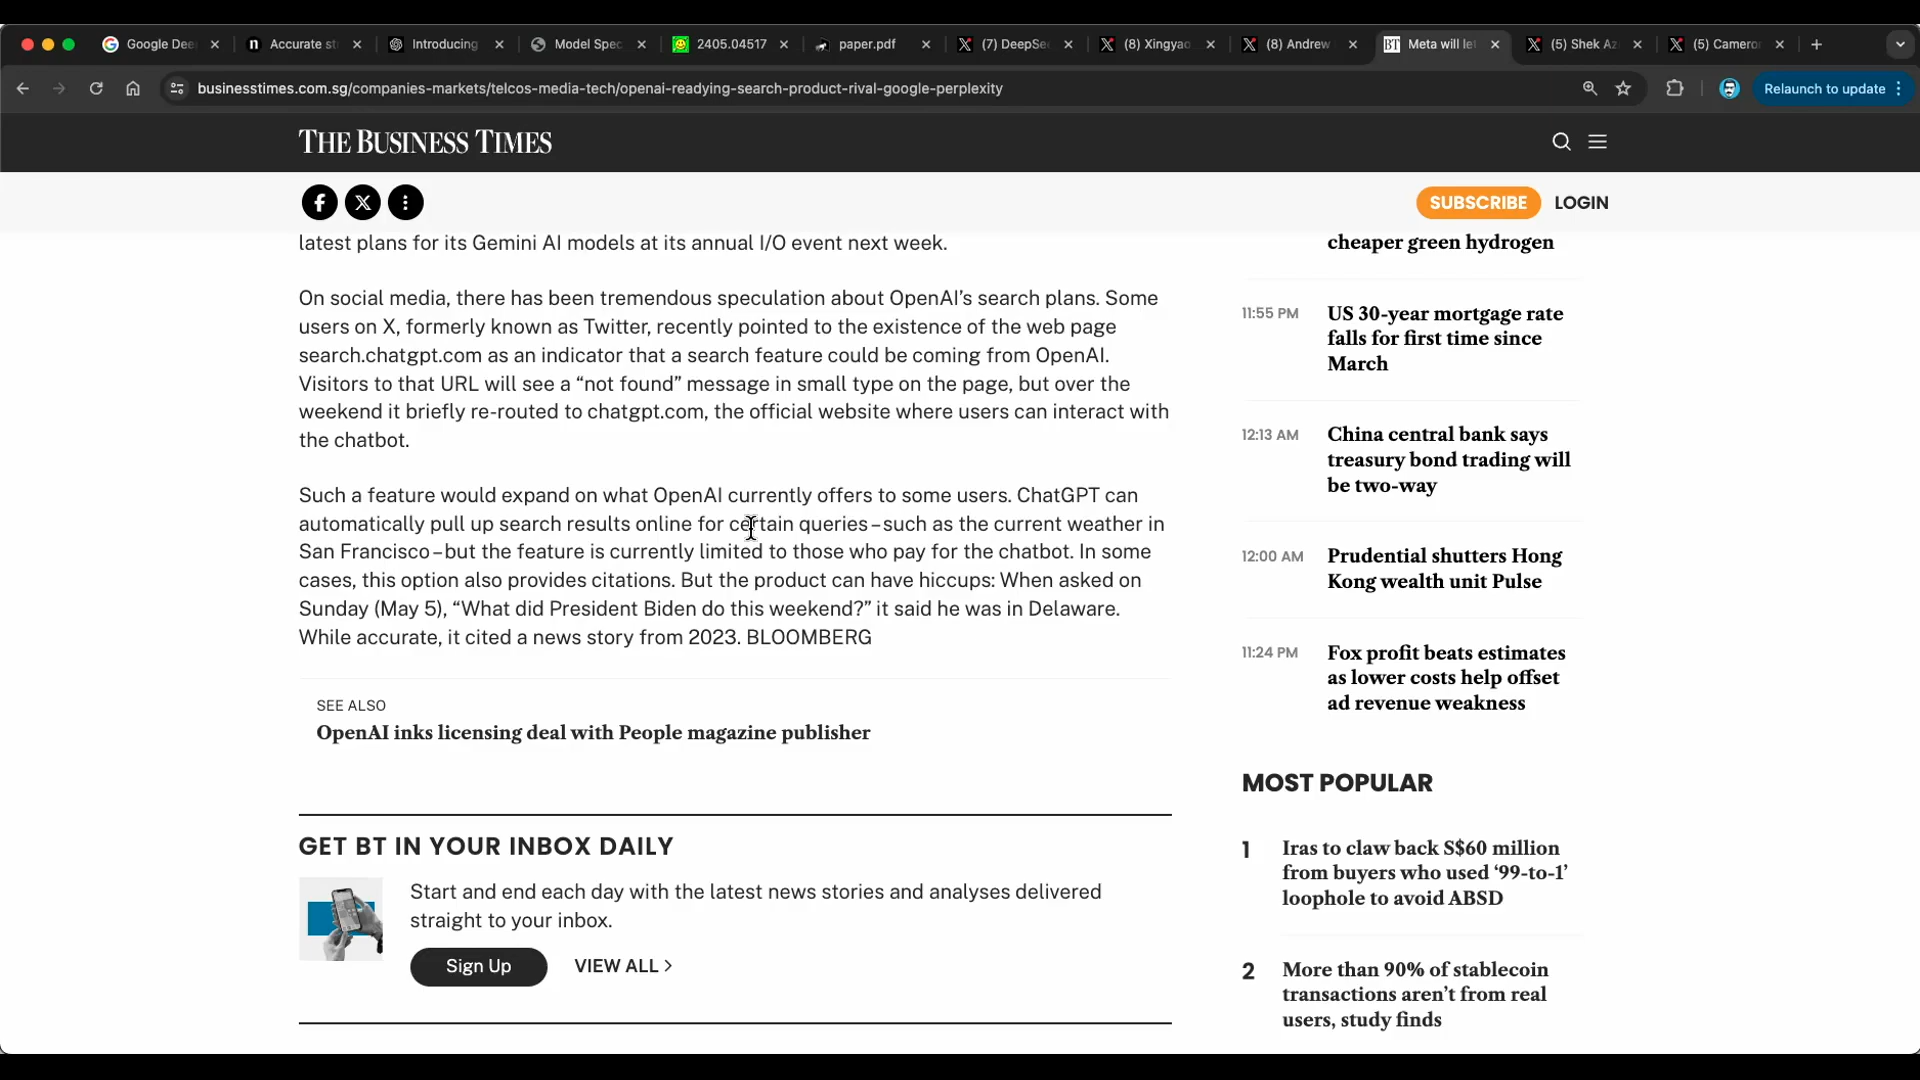 Google Dee
Accurate st
Introducing
Model Spec
2405.04517
paper.pdf
(7) DeepSe
(8) Xingyao
(8) Andrew
BT
Meta will let
(5) Shek Az
(5) Cameron
businesstimes.com.sg/companies-markets/telcos-media-tech/openai-readying-search-product-rival-google-perplexity
Relaunch to update
THE BUSINESS TIMES
SUBSCRIBE
LOGIN
latest plans for its Gemini AI models at its annual I/O event next week.
On social media, there has been tremendous speculation about OpenAI’s search plans. Some
users on X, formerly known as Twitter, recently pointed to the existence of the web page
search.chatgpt.com as an indicator that a search feature could be coming from OpenAI.
Visitors to that URL will see a “not found” message in small type on the page, but over the
weekend it briefly re-routed to chatgpt.com, the official website where users can interact with
the chatbot.
Such a feature would expand on what OpenAI currently offers to some users. ChatGPT can
automatically pull up search results online for certain queries – such as the current weather in
San Francisco – but the feature is currently limited to those who pay for the chatbot. In some
cases, this option also provides citations. But the product can have hiccups: When asked on
Sunday (May 5), “What did President Biden do this weekend?” it said he was in Delaware.
While accurate, it cited a news story from 2023. BLOOMBERG
SEE ALSO
OpenAI inks licensing deal with People magazine publisher
GET BT IN YOUR INBOX DAILY
Start and end each day with the latest news stories and analyses delivered
straight to your inbox.
Sign Up
VIEW ALL
cheaper green hydrogen
11:55 PM
US 30-year mortgage rate
falls for first time since
March
12:13 AM
China central bank says
treasury bond trading will
be two-way
12:00 AM
Prudential shutters Hong
Kong wealth unit Pulse
11:24 PM
Fox profit beats estimates
as lower costs help offset
ad revenue weakness
MOST POPULAR
1
Iras to claw back S$60 million
from buyers who used ‘99-to-1’
loophole to avoid ABSD
2
More than 90% of stablecoin
transactions aren’t from real
users, study finds